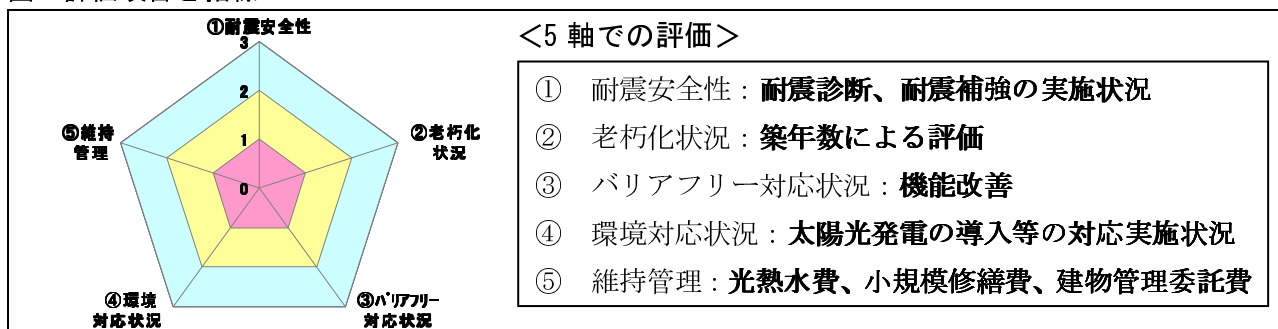 ①耐震安全性
3
2
1
0
②老朽化
状況
③バリアフリー
対応状況
④環境
対応状況
⑤維持
管理
＜5 軸での評価＞
① 耐震安全性：耐震診断、耐震補強の実施状況
② 老朽化状況：築年数による評価
③ バリアフリー対応状況：機能改善
④ 環境対応状況：太陽光発電の導入等の対応実施状況
⑤ 維持管理：光熱水費、小規模修繕費、建物管理委託費